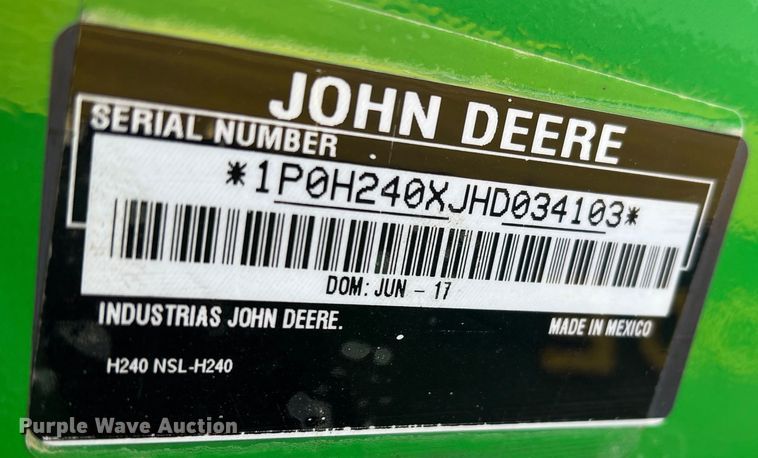 JOHN DEERE
SERIAL NUMBER
*1P0H240XJHD034103*
DOM: JUN - 17
INDUSTRIAS JOHN DEERE.
MADE IN MEXICO
H240 NSL-H240
Purple Wave Auction